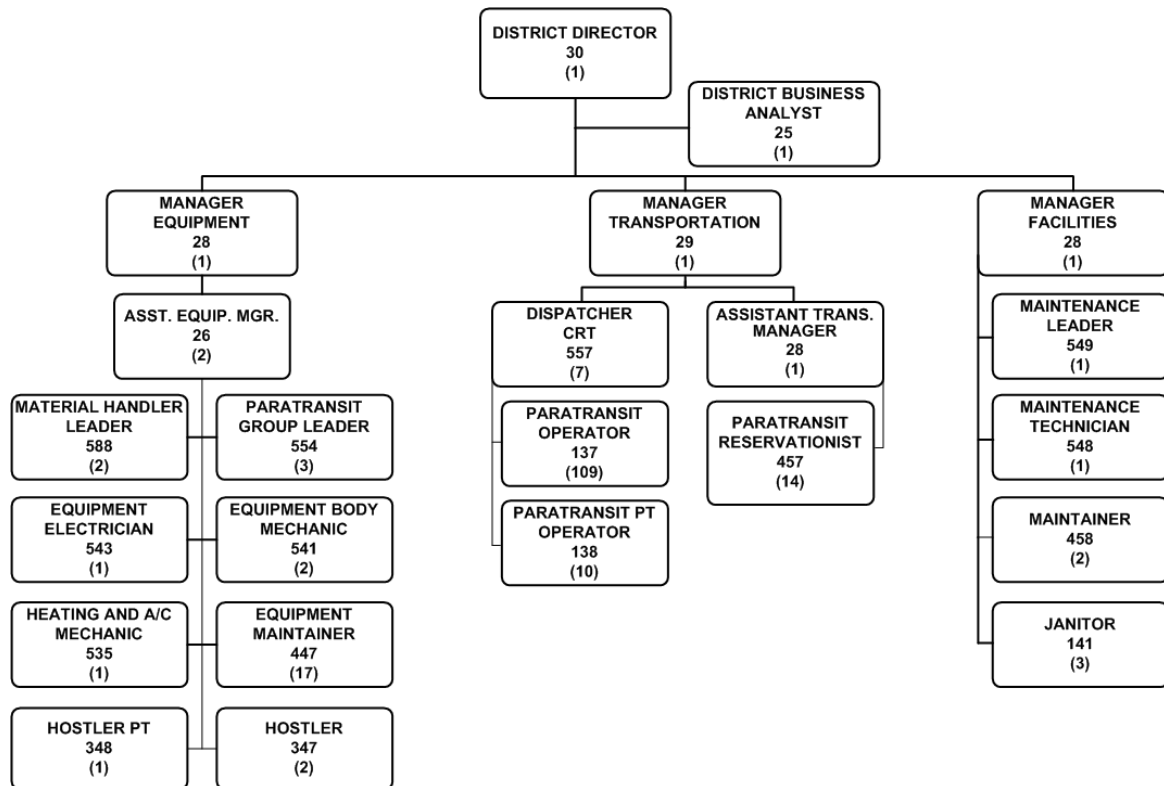 DISTRICT DIRECTOR
30
(1)
DISTRICT BUSINESS
ANALYST
25
(1)
MANAGER
EQUIPMENT
28
(1)
MANAGER
TRANSPORTATION
29
(1)
MANAGER
FACILITIES
28
(1)
ASST. EQUIP. MGR.
26
(2)
DISPATCHER
CRT
557
(7)
ASSISTANT TRANS.
MANAGER
28
(1)
MAINTENANCE
LEADER
549
(1)
MATERIAL HANDLER
LEADER
588
(2)
PARATRANSIT
GROUP LEADER
554
(3)
PARATRANSIT
OPERATOR
137
(109)
PARATRANSIT
RESERVATIONIST
457
(14)
MAINTENANCE
TECHNICIAN
548
(1)
EQUIPMENT
ELECTRICIAN
543
(1)
EQUIPMENT BODY
MECHANIC
541
(2)
PARATRANSIT PT
OPERATOR
138
(10)
MAINTAINER
458
(2)
HEATING AND A/C
MECHANIC
535
(1)
EQUIPMENT
MAINTAINER
447
(17)
JANITOR
141
(3)
HOSTLER PT
348
(1)
HOSTLER
347
(2)